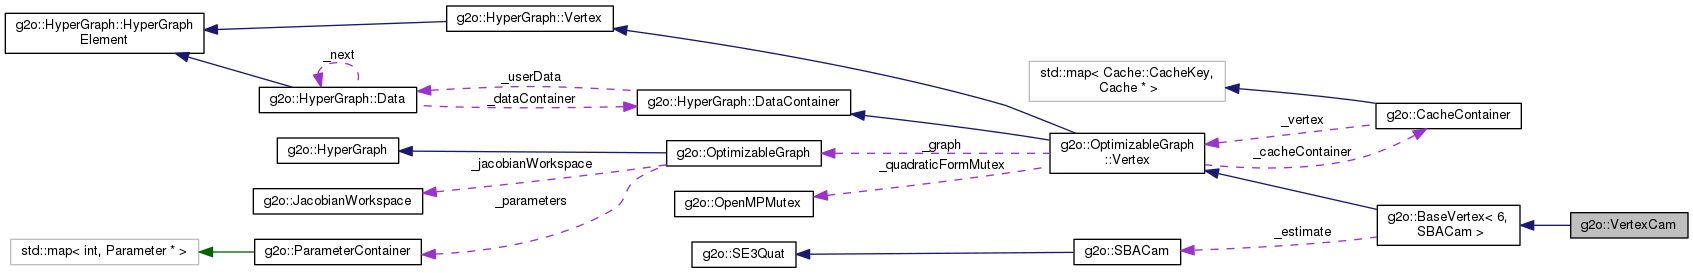 g2o::HyperGraph::HyperGraph
Element
g2o::HyperGraph::Vertex
_next
g2o::HyperGraph::Data
_userData
_dataContainer
g2o::HyperGraph::DataContainer
std::map< Cache::CacheKey,
Cache * >
g2o::CacheContainer
_vertex
_cacheContainer
g2o::OptimizableGraph
::Vertex
g2o::HyperGraph
g2o::OptimizableGraph
_graph
_quadraticFormMutex
_jacobianWorkspace
g2o::JacobianWorkspace
_parameters
g2o::OpenMPMutex
g2o::BaseVertex< 6,
SBACam >
g2o::VertexCam
std::map< int, Parameter * >
g2o::ParameterContainer
g2o::SE3Quat
g2o::SBACam
_estimate